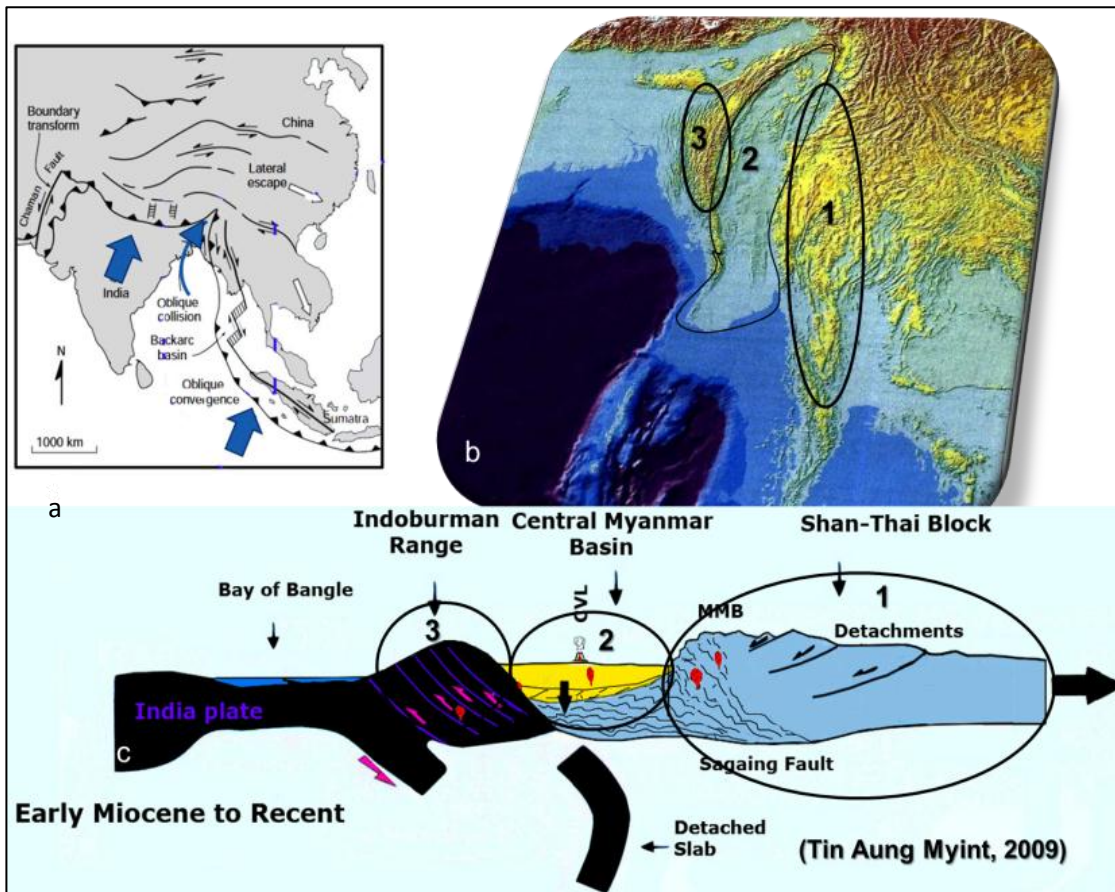 Boundary
transform
Chaman Fault
China
Lateral
escape
India
Oblique
collision
Backarc
basin
N
Oblique
convergence
Sumatra
1000 km
a
3
2
1
b
Indoburman
Range
Central Myanmar
Basin
Shan-Thai Block
Bay of Bangle
3
CVL
2
MMB
1
Detachments
India plate
c
Sagaing Fault
Early Miocene to Recent
Detached
Slab
(Tin Aung Myint, 2009)